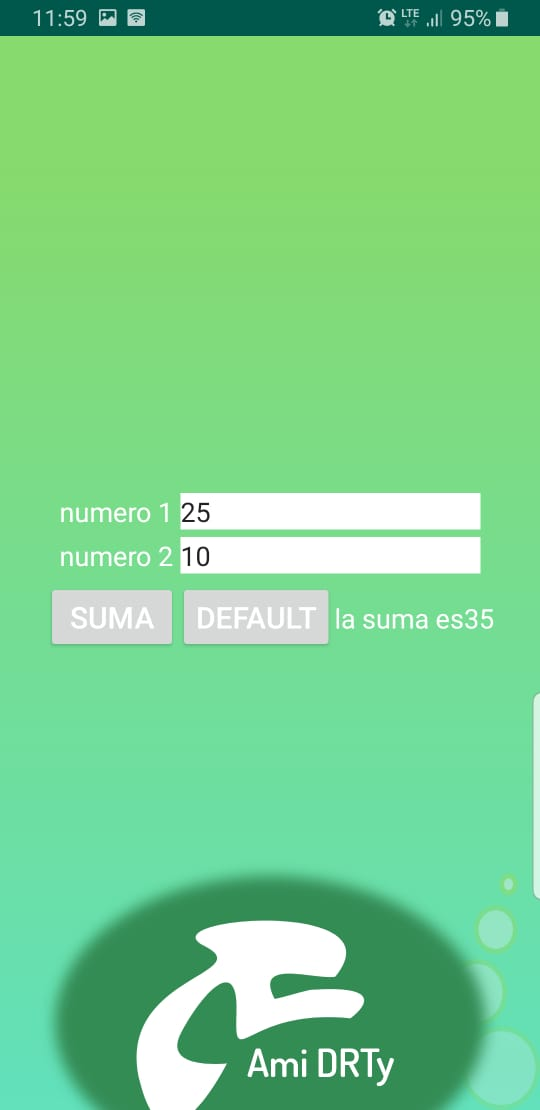 11:59 LTE 95%
numero 1 25
numero 2 10
SUMA DEFAULT la suma es35
Ami DRTy